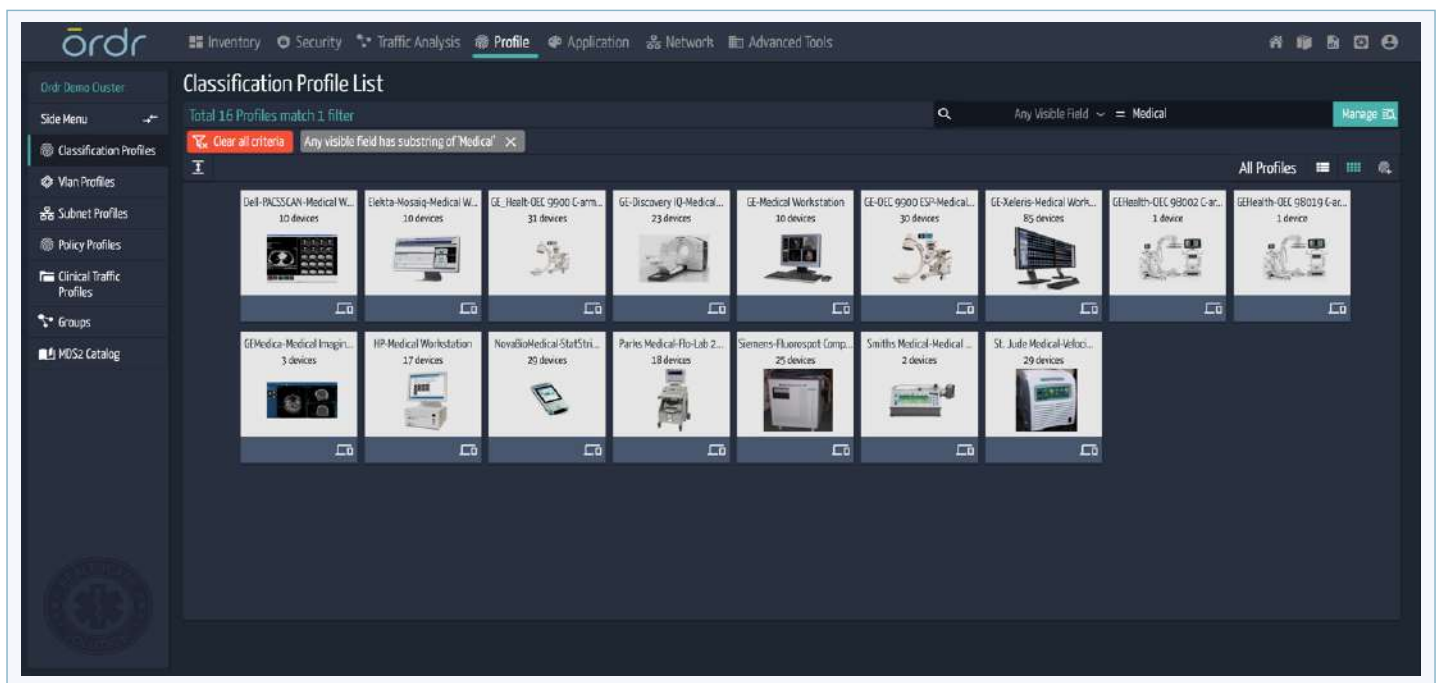 ōrdr
Inventory Security Traffic Analysis Profile Application Network Advanced Tools
Ordr Demo Cluster
Side Menu
Classification Profiles
Vlan Profiles
Subnet Profiles
Policy Profiles
Clinical Traffic
Profiles
Groups
MDS2 Catalog
Classification Profile List
Total 16 Profiles match 1 filter
Any Visible Field = Medical
Manage
Clear all criteria Any visible field has substring of 'Medical' ×
All Profiles
Dell-PACSSCAN-Medical W...
10 devices
Elekta-Mosaiq-Medical W...
10 devices
GE_Healt-OEC 9900 C-arm...
31 devices
GE-Discovery IQ-Medical...
23 devices
GE-Medical Workstation
10 devices
GE-OEC 9900 ESP-Medical...
30 devices
GE-Xeleris-Medical Work...
85 devices
GEHealth-OEC 98002 C-ar...
1 device
GEHealth-OEC 98019 C-ar...
1 device
GEMedica-Medical Imagin...
3 devices
HP-Medical Workstation
17 devices
NovaBioMedical-StatStri...
29 devices
Parks Medical-Flo-Lab 2...
18 devices
Siemens-Fluorospot Comp...
25 devices
Smiths Medical-Medical ...
2 devices
St. Jude Medical-Veloci...
29 devices